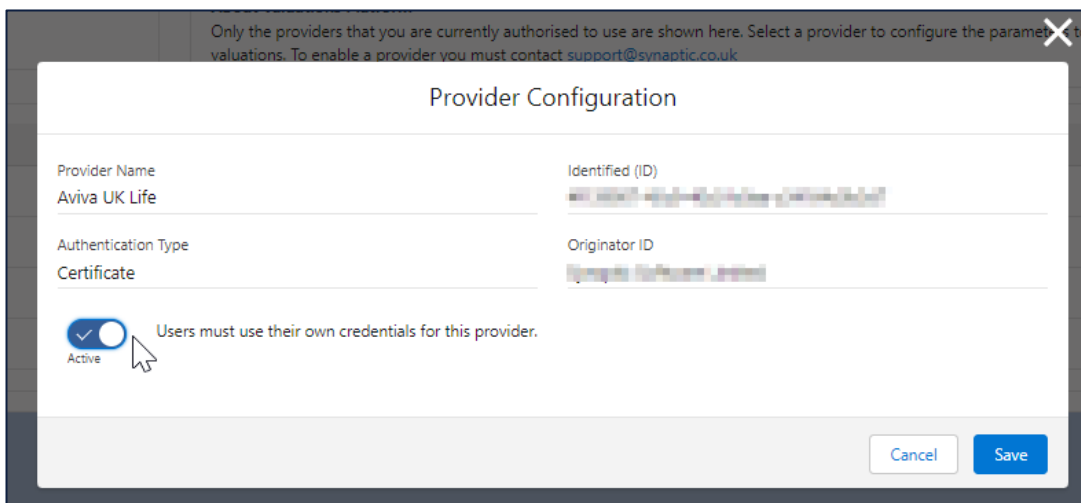 Only the providers that you are currently authorised to use are shown here. Select a provider to configure the parameters
valuations. To enable a provider you must contact support@synaptic.co.uk
Provider Configuration
Provider Name
Aviva UK Life
Identified (ID)
Authentication Type
Certificate
Originator ID
Active
Users must use their own credentials for this provider.
Cancel
Save